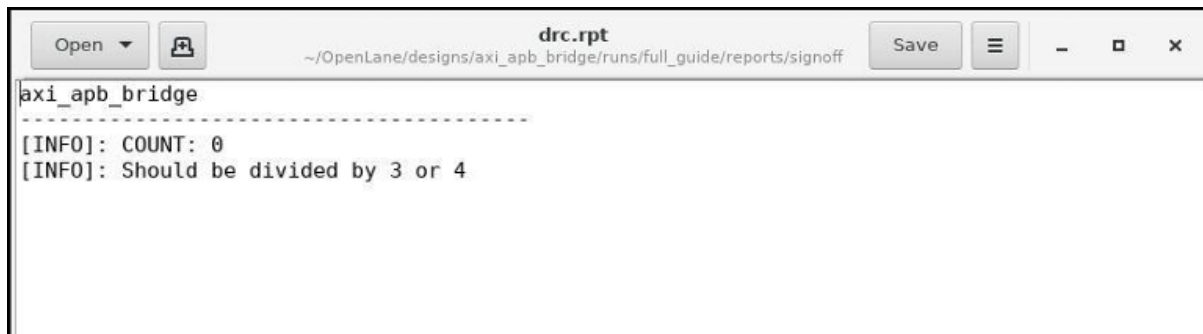 Open
drc.rpt
~/OpenLane/designs/axi_apb_bridge/runs/full_guide/reports/signoff
Save
axi_apb_bridge
----------------------------------------
[INFO]: COUNT: 0
[INFO]: Should be divided by 3 or 4